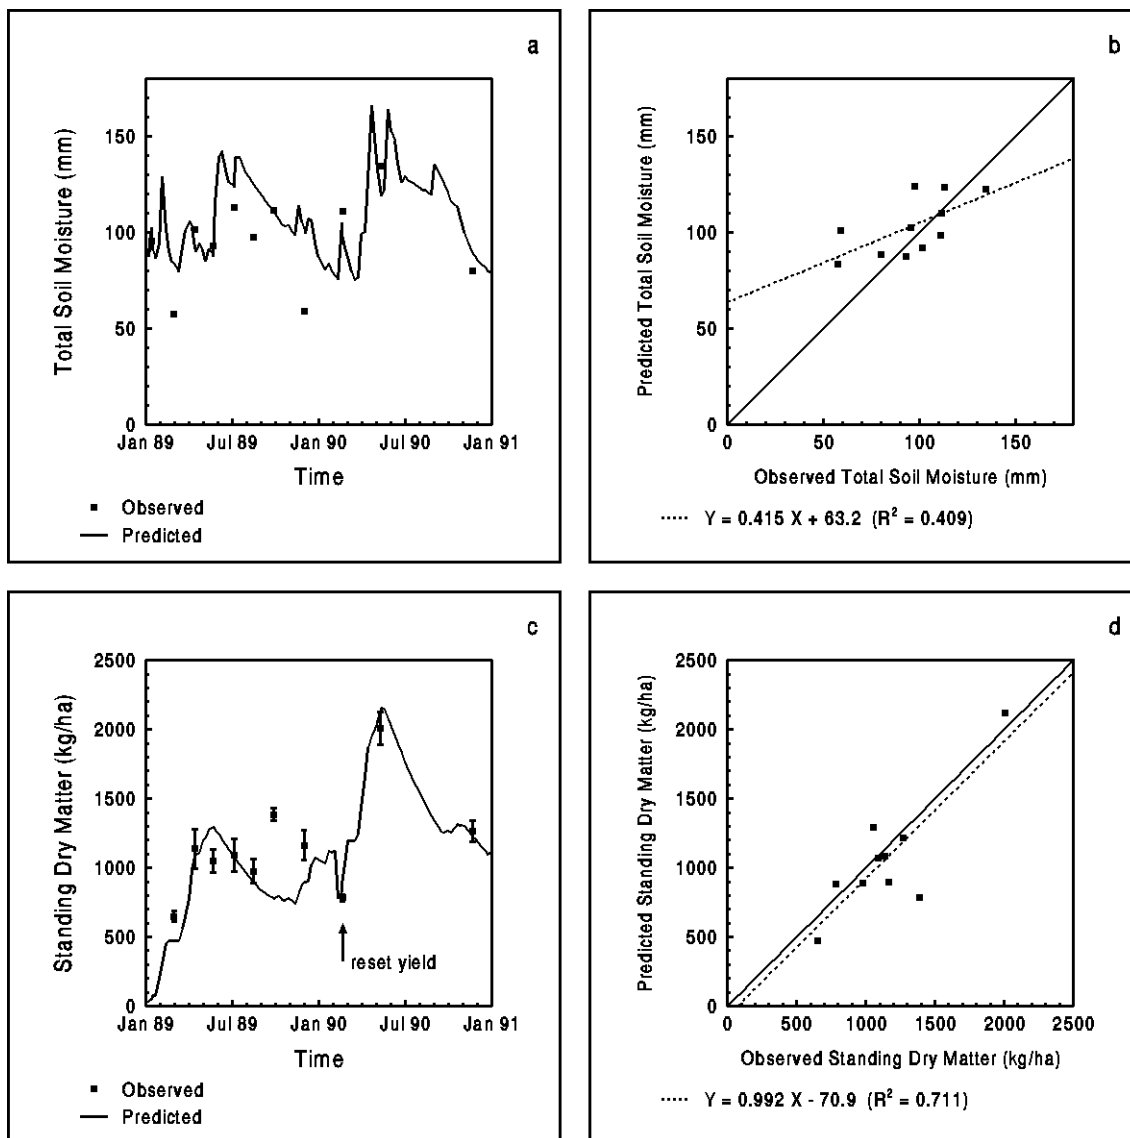 a
Total Soil Moisture (mm)
150
100
50
0
Jan 89 Jul 89 Jan 90 Jul 90 Jan 91
Time
Observed
Predicted
b
Predicted Total Soil Moisture (mm)
150
100
50
0
0 50 100 150
Observed Total Soil Moisture (mm)
Y = 0.415 X + 63.2 (R² = 0.409)
c
Standing Dry Matter (kg/ha)
2500
2000
1500
1000
500
0
reset yield
Jan 89 Jul 89 Jan 90 Jul 90 Jan 91
Time
Observed
Predicted
d
Predicted Standing Dry Matter (kg/ha)
2500
2000
1500
1000
500
0
0 500 1000 1500 2000 2500
Observed Standing Dry Matter (kg/ha)
Y = 0.992 X - 70.9 (R² = 0.711)